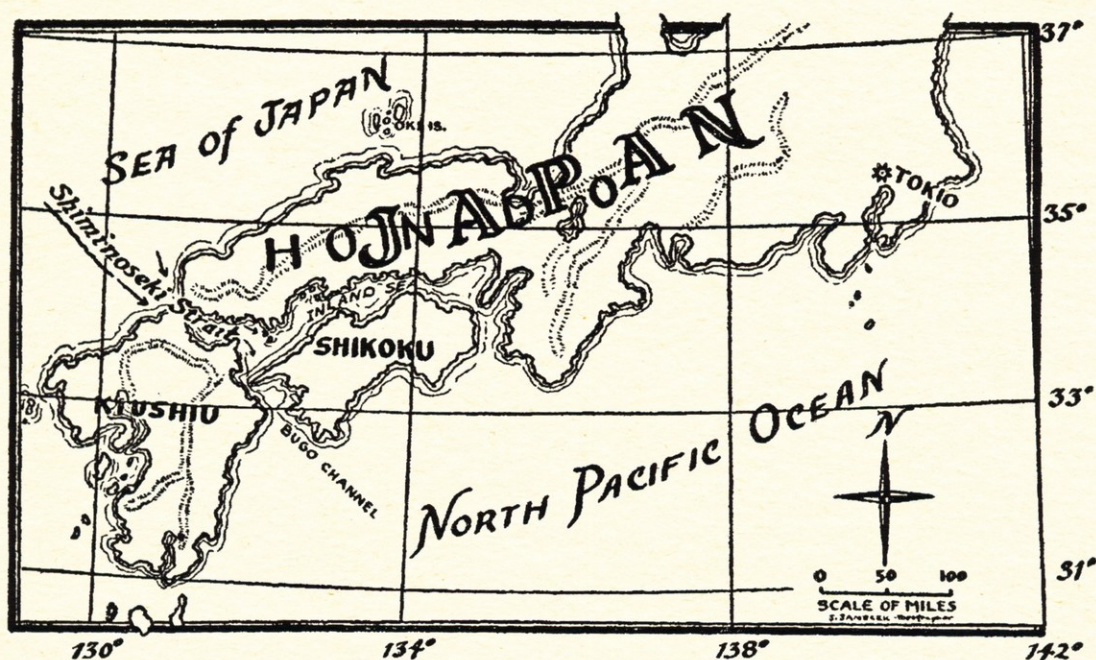 37°
SEA of JAPAN
OKI IS.
JAPAN
HONDO
TOKIO
35°
Shiminoseki Strait
INLAND SEA
SHIKOKU
KIUSHIU
33°
BUGO CHANNEL
NORTH PACIFIC OCEAN
N
31°
0 50 100
SCALE OF MILES
130° 134° 138° 142°